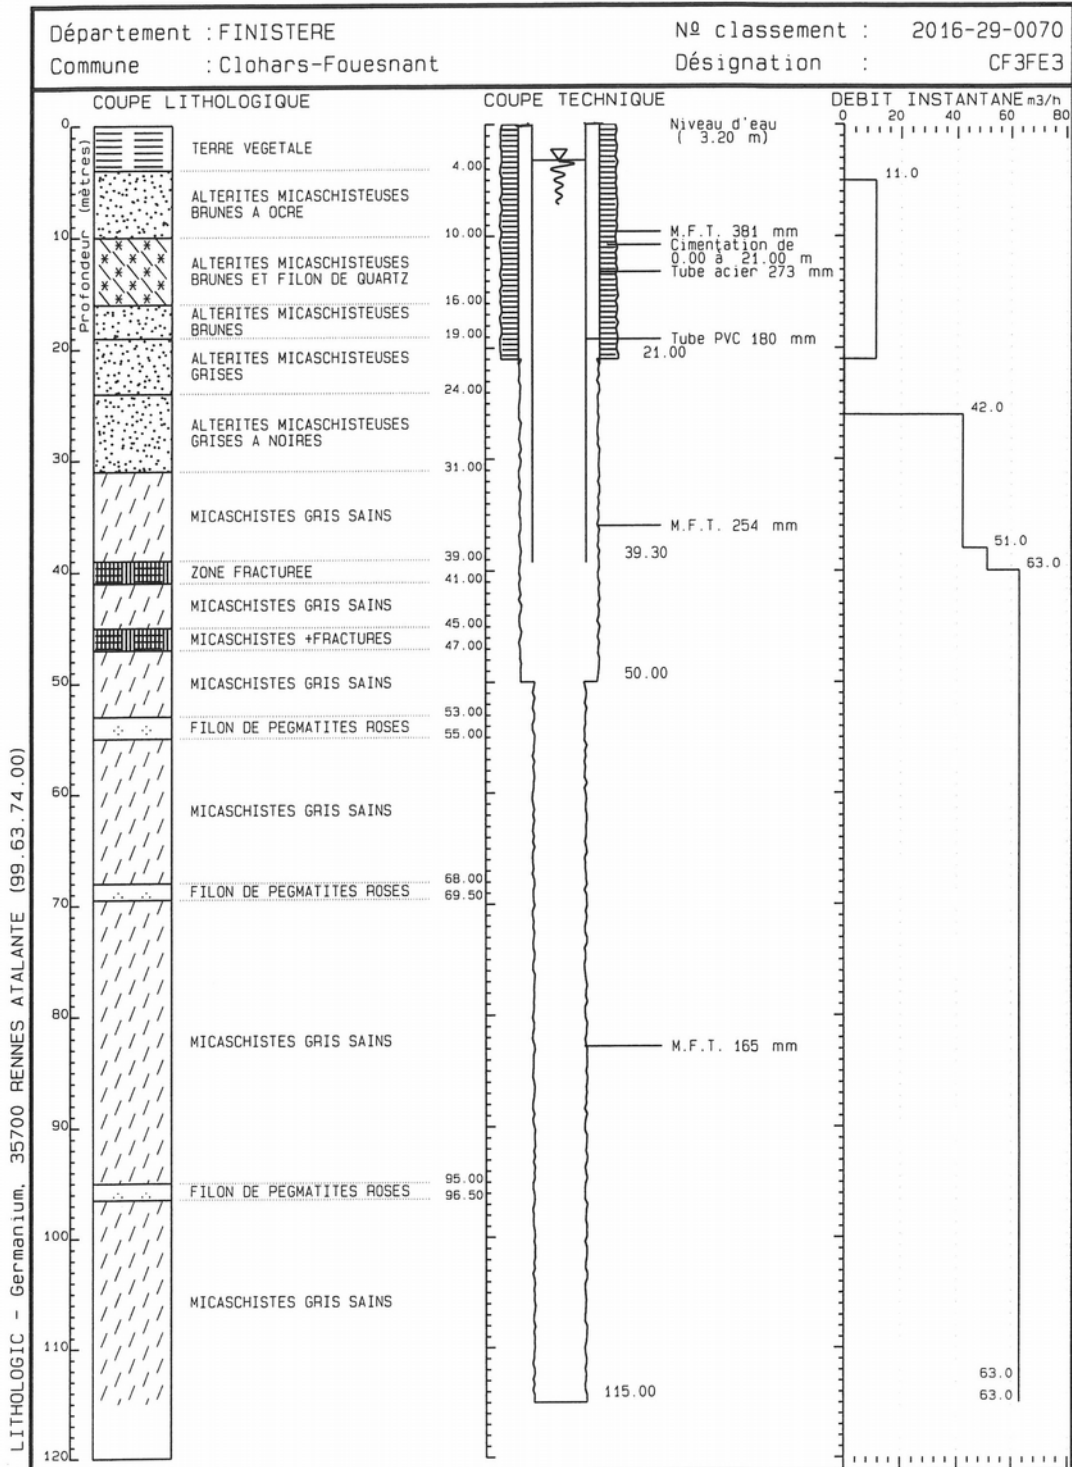 Département : FINISTERE
Nº classement : 2016-29-0070
Commune : Clohars-Fouesnant
Désignation : CF3FE3
COUPE LITHOLOGIQUE
COUPE TECHNIQUE
DEBIT INSTANTANE m3/h
Profondeur (mètres)
0
10
20
30
40
50
60
70
80
90
100
110
120
TERRE VEGETALE
4.00
ALTERITES MICASCHISTEUSES
BRUNES A OCRE
10.00
ALTERITES MICASCHISTEUSES
BRUNES ET FILON DE QUARTZ
16.00
ALTERITES MICASCHISTEUSES
BRUNES
19.00
ALTERITES MICASCHISTEUSES
GRISES
24.00
ALTERITES MICASCHISTEUSES
GRISES A NOIRES
31.00
MICASCHISTES GRIS SAINS
39.00
ZONE FRACTUREE
41.00
MICASCHISTES GRIS SAINS
45.00
MICASCHISTES +FRACTURES
47.00
MICASCHISTES GRIS SAINS
53.00
FILON DE PEGMATITES ROSES
55.00
MICASCHISTES GRIS SAINS
68.00
FILON DE PEGMATITES ROSES
69.50
MICASCHISTES GRIS SAINS
95.00
FILON DE PEGMATITES ROSES
96.50
MICASCHISTES GRIS SAINS
Niveau d'eau
( 3.20 m)
M.F.T. 381 mm
Cimentation de
0.00 à 21.00 m
Tube acier 273 mm
Tube PVC 180 mm
21.00
M.F.T. 254 mm
39.30
50.00
M.F.T. 165 mm
115.00
0 20 40 60 80
11.0
42.0
51.0
63.0
63.0
63.0
LITHOLOGIC - Germanium. 35700 RENNES ATALANTE (99.63.74.00)